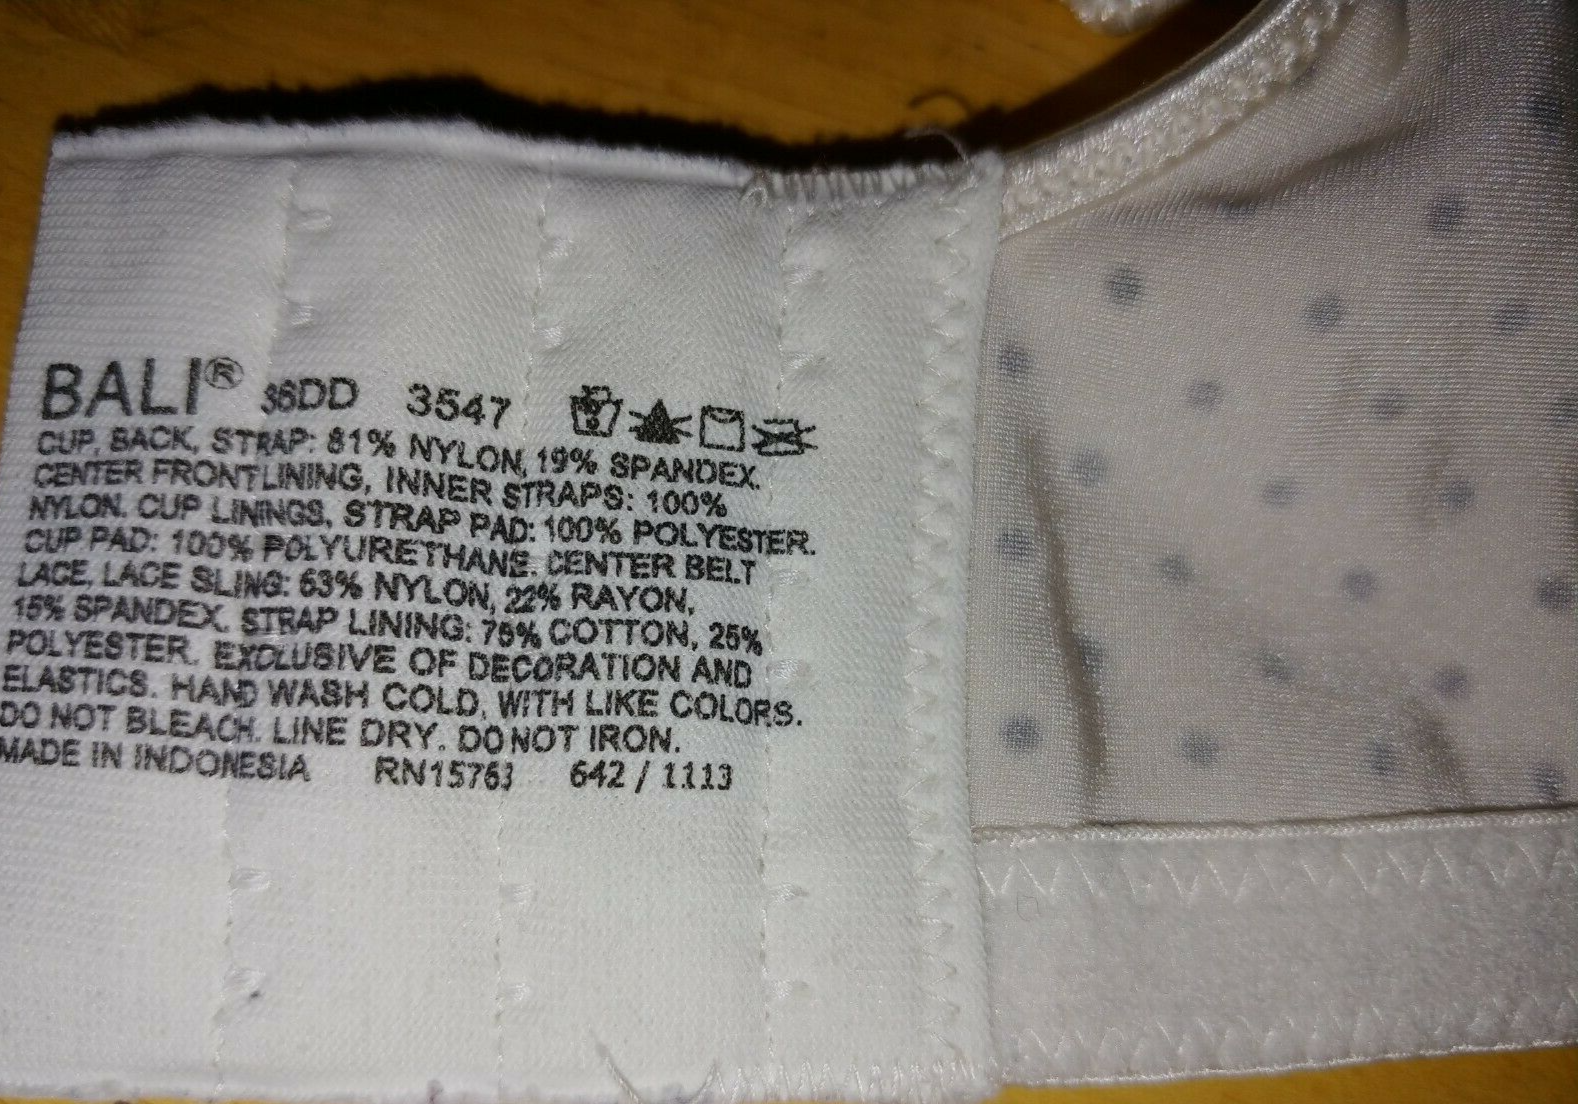 BALI® 36DD 3547
CUP, BACK, STRAP: 81% NYLON, 19% SPANDEX.
CENTER FRONT LINING, INNER STRAPS: 100%
NYLON. CUP LININGS, STRAP PAD: 100% POLYESTER.
CUP PAD: 100% POLYURETHANE. CENTER BELT
LACE, LACE SLING: 63% NYLON, 22% RAYON,
15% SPANDEX. STRAP LINING: 75% COTTON, 25%
POLYESTER. EXCLUSIVE OF DECORATION AND
ELASTICS. HAND WASH COLD, WITH LIKE COLORS.
DO NOT BLEACH. LINE DRY. DO NOT IRON.
MADE IN INDONESIA RN15763 642 / 1113